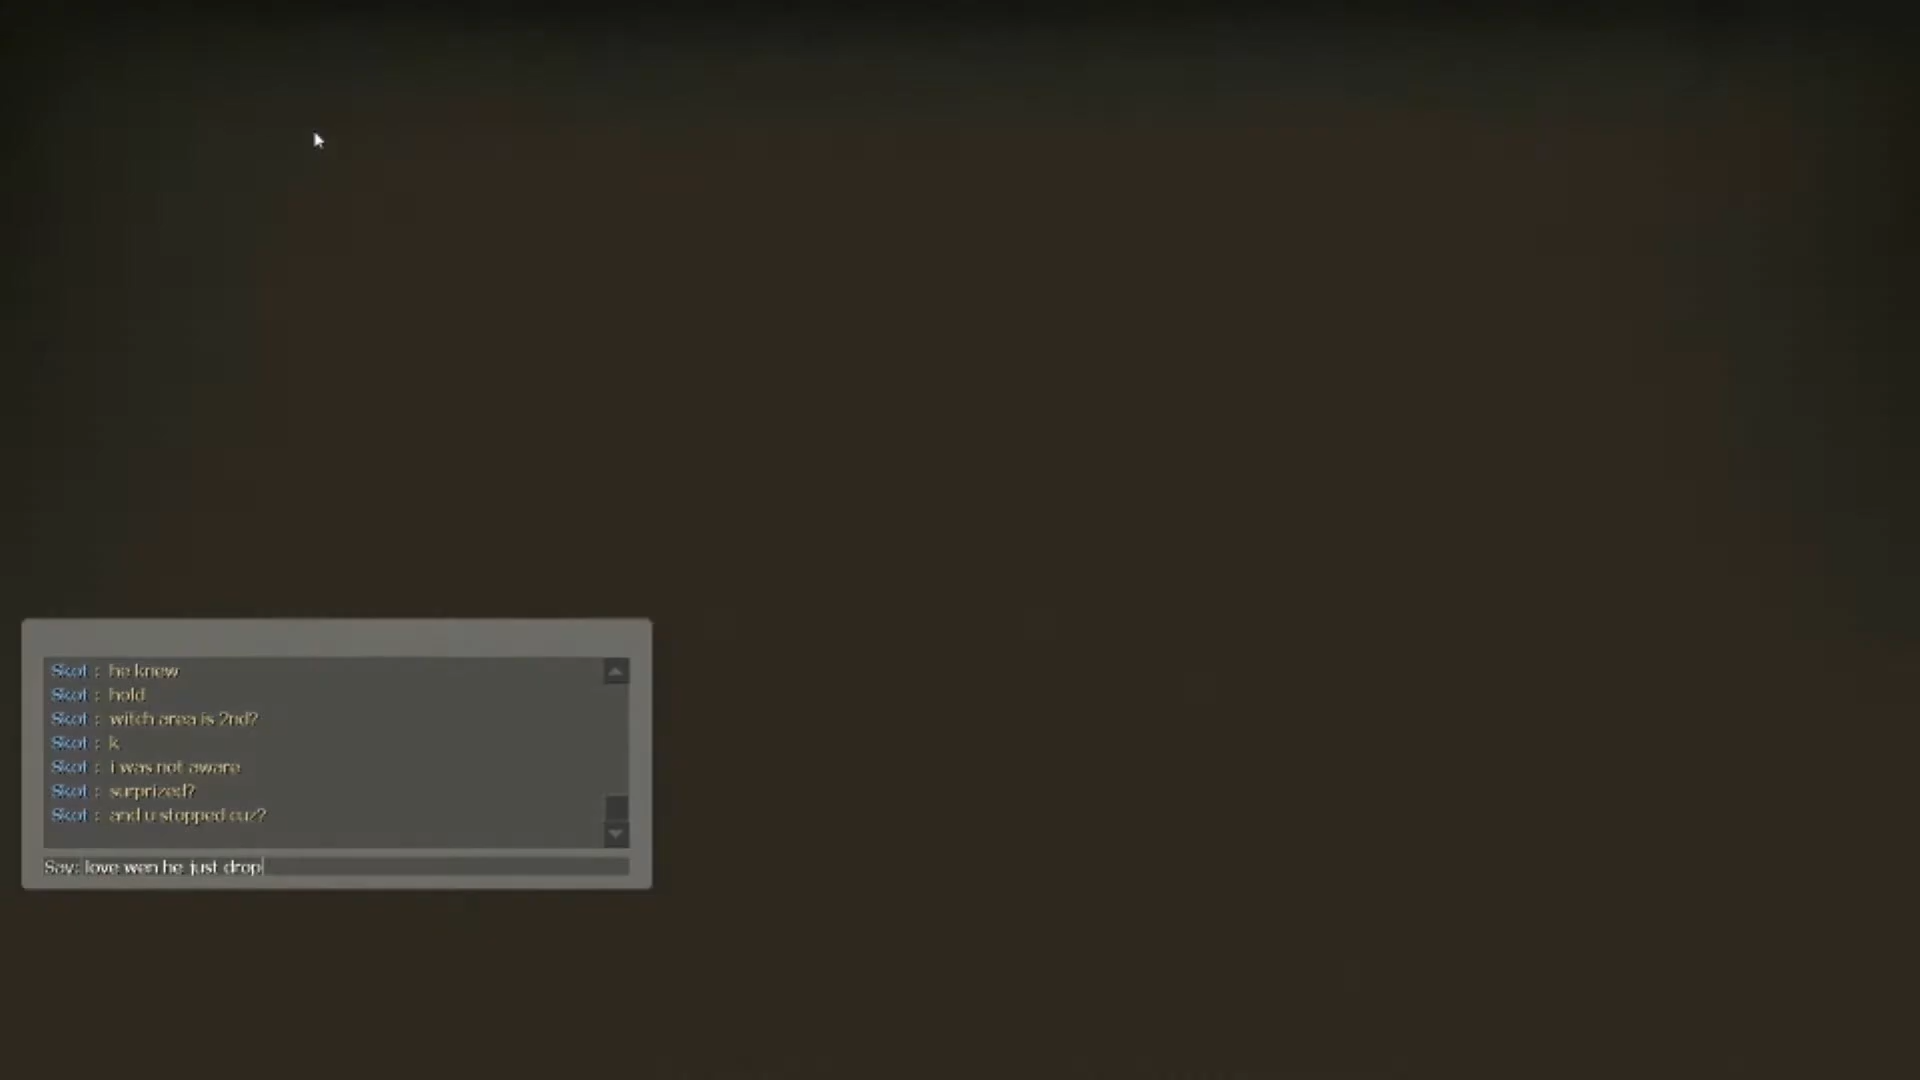 Skot : he knew
Skot : hold
Skot : witch area is 2nd?
Skot : k
Skot : i was not aware
Skot : surprized?
Skot : and u stopped cuz?
Say: love wen he just drop